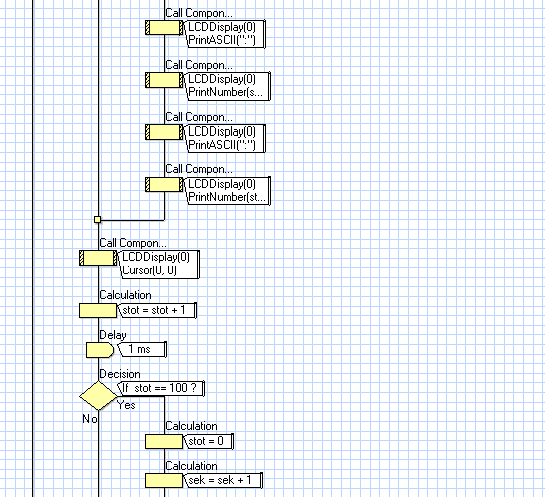 Call Compon...
LCDDisplay(0)
PrintASCII(":")
Call Compon...
LCDDisplay(0)
PrintNumber(s...
Call Compon...
LCDDisplay(0)
PrintASCII(":")
Call Compon...
LCDDisplay(0)
PrintNumber(st...
Call Compon...
LCDDisplay(0)
Cursor(0, 0)
Calculation
stot = stot + 1
Delay
1 ms
Decision
If stot == 100 ?
No
Yes
Calculation
stot = 0
Calculation
sek = sek + 1